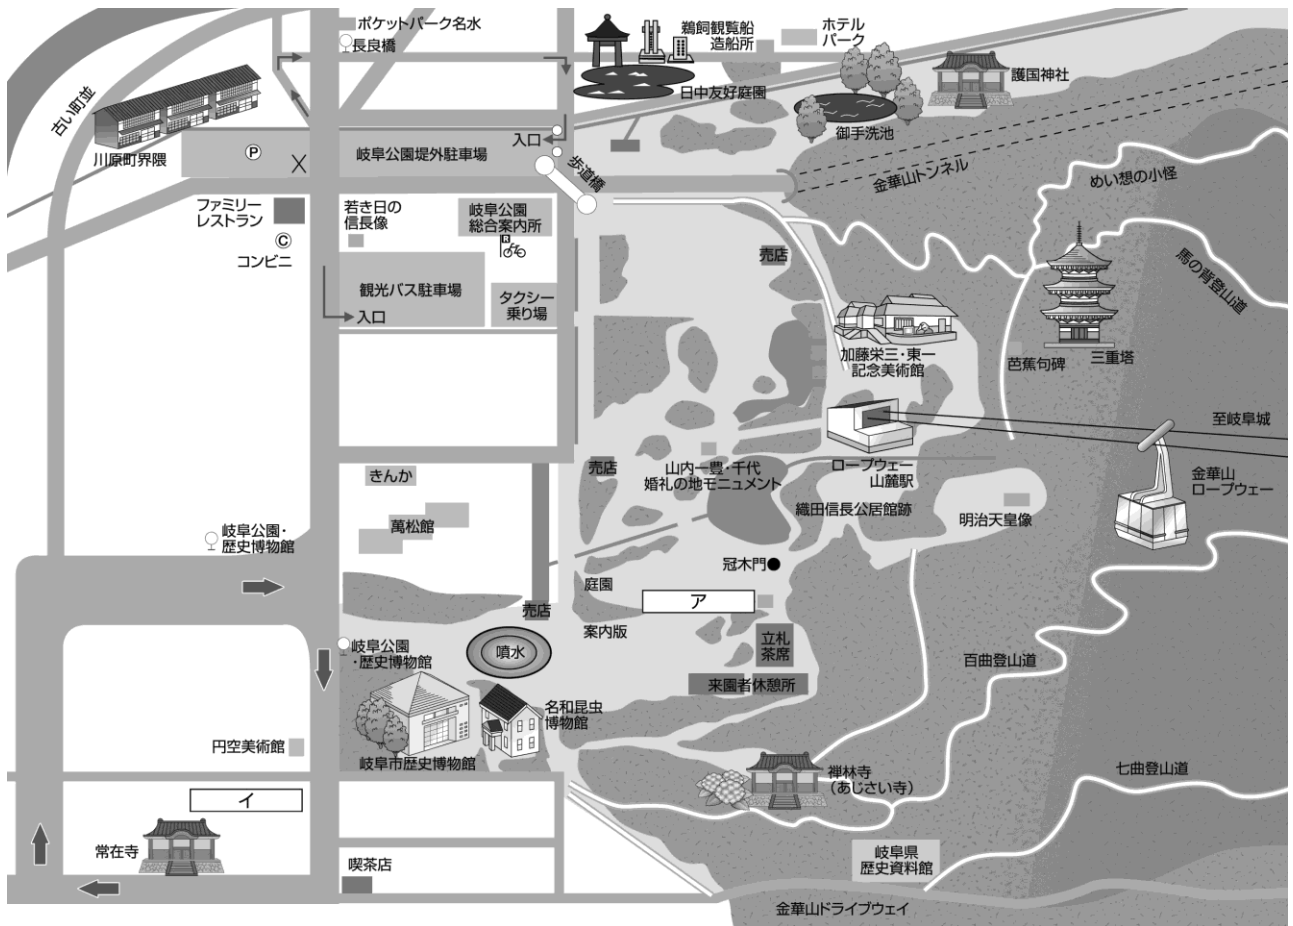 ポケットパーク名水
長良橋
鵜飼観覧船
造船所
ホテル
パーク
護国神社
日中友好庭園
御手洗池
古い町並
川原町界隈
P
岐阜公園堤外駐車場
入口
歩道橋
金華山トンネル
めい想の小怪
ファミリー
レストラン
C
コンビニ
若き日の
信長像
岐阜公園
総合案内所
R
売店
馬の背登山道
観光バス駐車場
入口
タクシー
乗り場
加藤栄三・東一
記念美術館
芭蕉句碑
三重塔
至岐阜城
きんか
売店
山内一豊・千代
婚礼の地モニュメント
ロープウェー
山麓駅
金華山
ロープウェー
萬松館
織田信長公居館跡
明治天皇像
岐阜公園・
歴史博物館
冠木門
庭園
ア
売店
案内版
立札
茶席
岐阜公園
・歴史博物館
噴水
百曲登山道
来園者休憩所
名和昆虫
博物館
円空美術館
岐阜市歴史博物館
禅林寺
(あじさい寺)
七曲登山道
イ
常在寺
喫茶店
岐阜県
歴史資料館
金華山ドライブウェイ